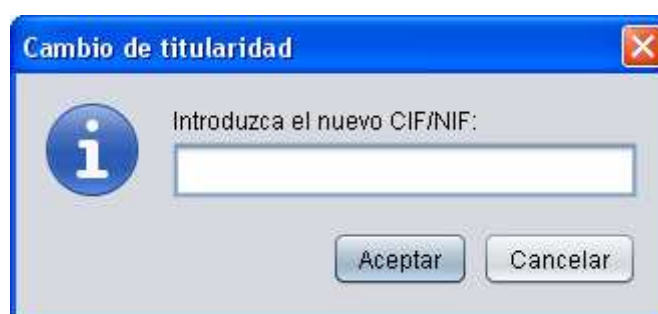 Cambio de titularidad
Introduzca el nuevo CIF/NIF:
Aceptar Cancelar